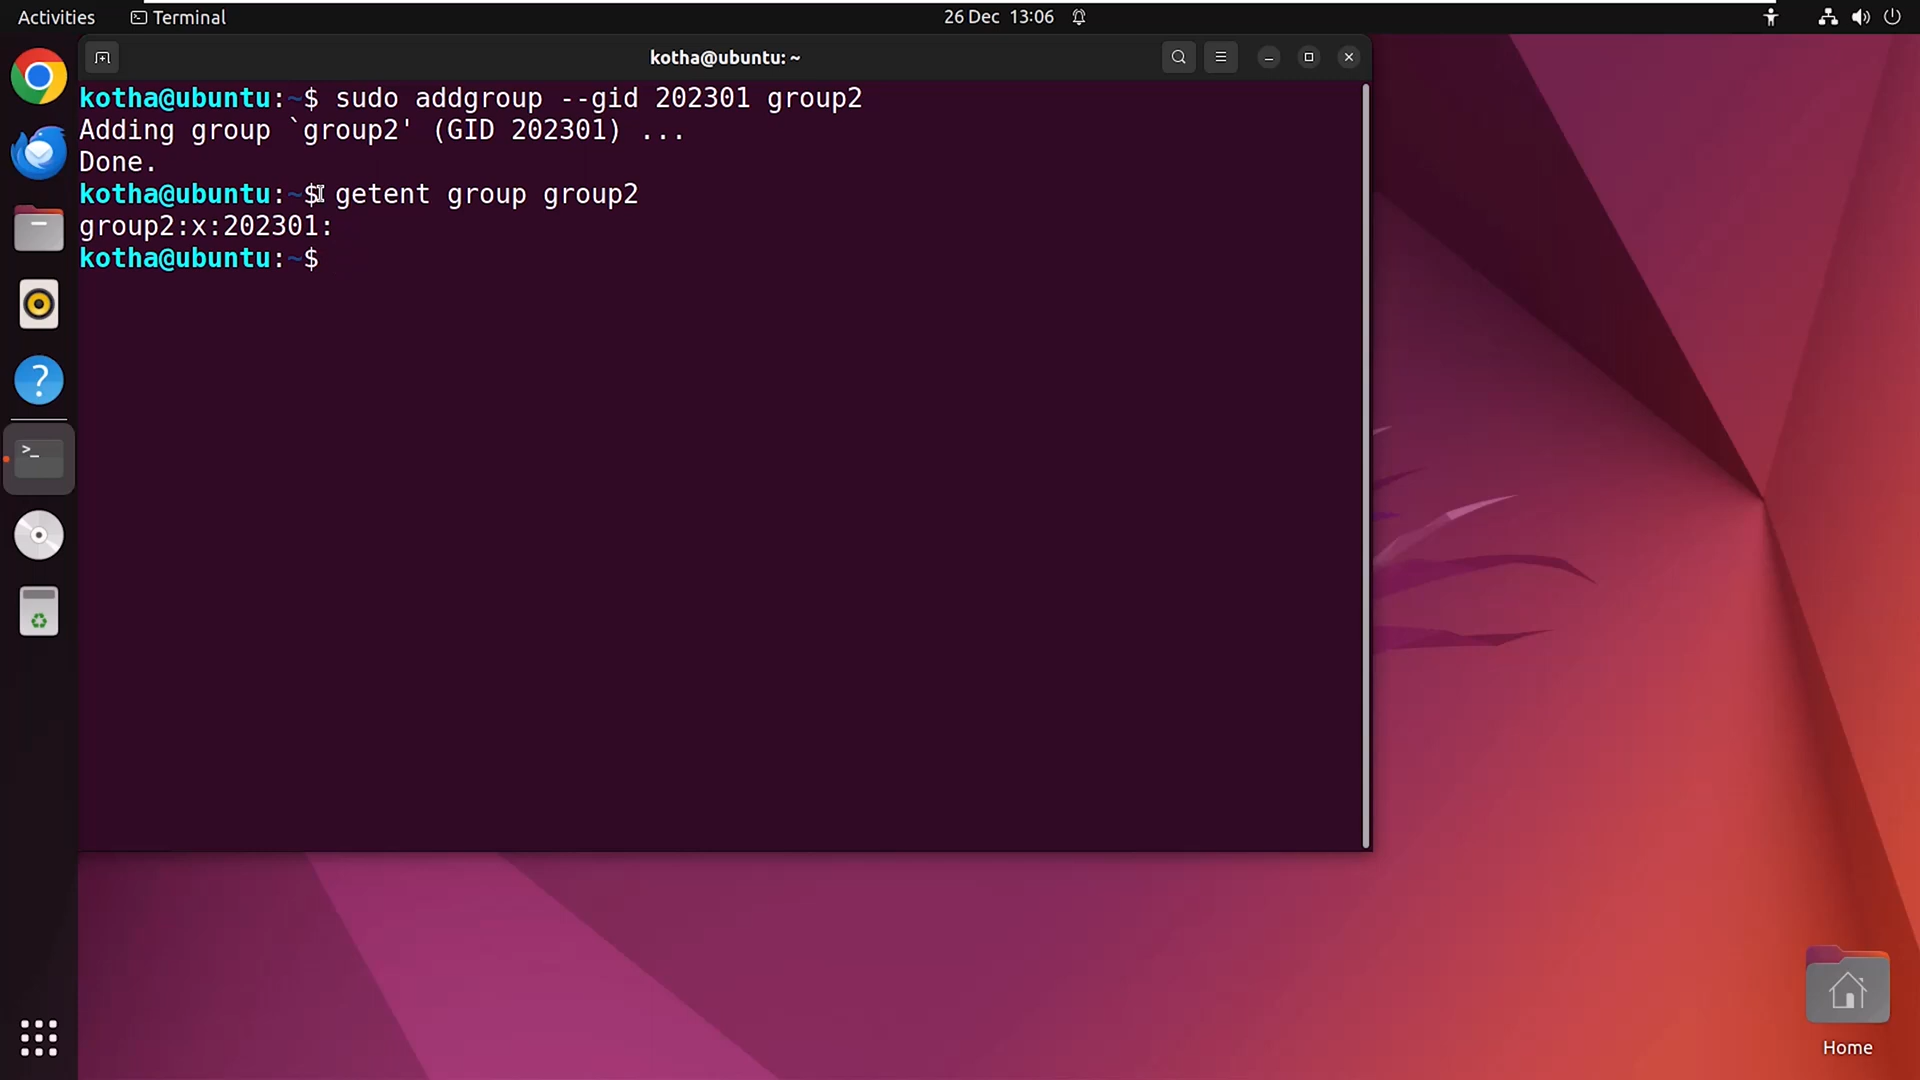 Activities
Terminal
26 Dec 13:06
kotha@ubuntu: ~
kotha@ubuntu:~$ sudo addgroup --gid 202301 group2
Adding group `group2' (GID 202301) ...
Done.
kotha@ubuntu:~$ getent group group2
group2:x:202301:
kotha@ubuntu:~$
>_
?
Home